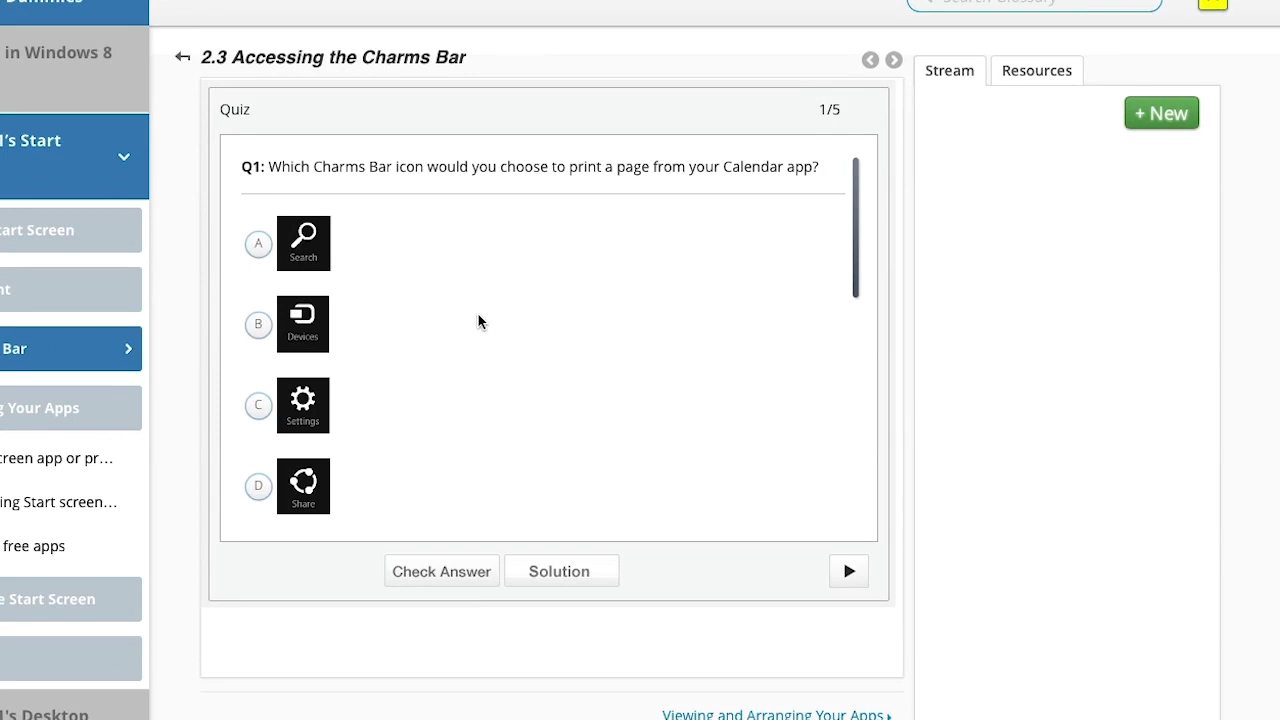 in Windows 8
2.3 Accessing the Charms Bar
Stream
Resources
Quiz
1/5
+ New
Q1: Which Charms Bar icon would you choose to print a page from your Calendar app?
A
Search
B
Devices
C
Settings
D
Share
Check Answer
Solution
1's Start
art Screen
nt
Bar
g Your Apps
creen app or pr...
ing Start screen...
free apps
e Start Screen
1's Desktop
Viewing and Arranging Your Apps